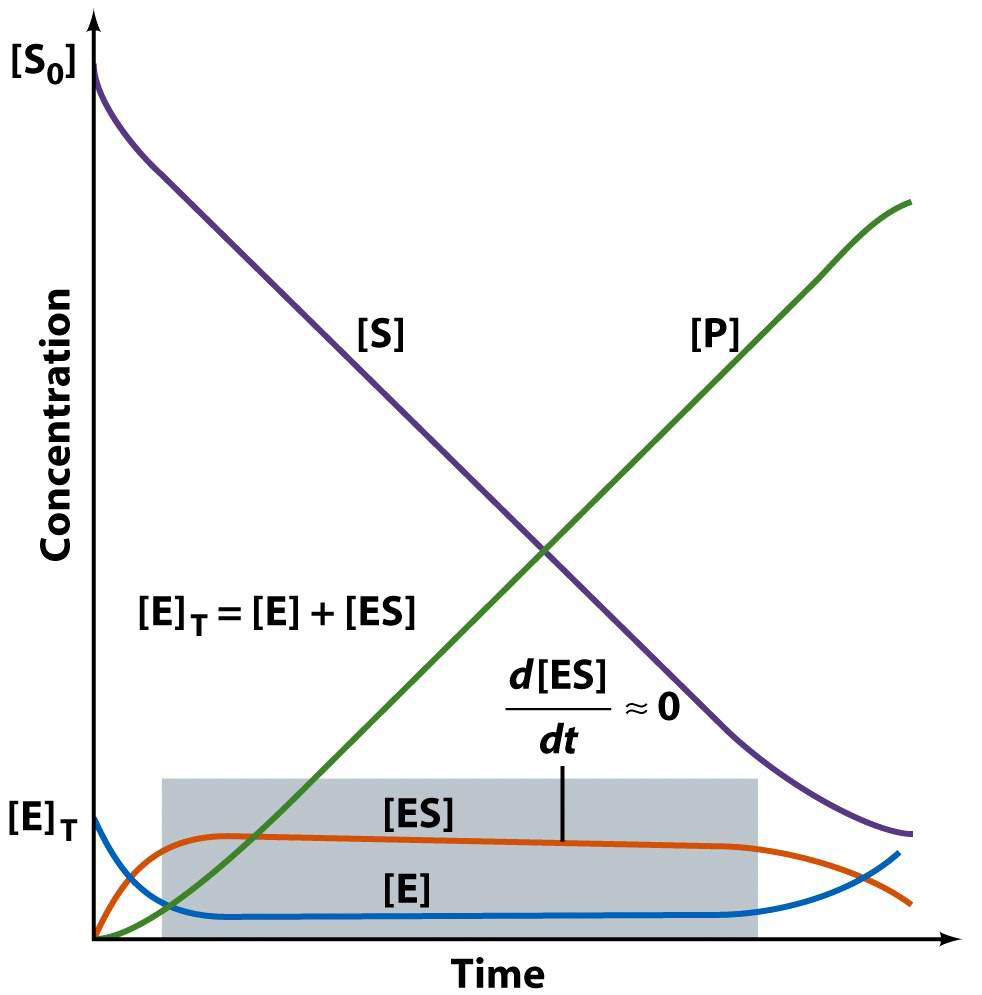 [S₀]
[S]
[P]
Concentration
[E]T = [E] + [ES]
d[ES]
dt
≈ 0
[E]T
[ES]
[E]
Time